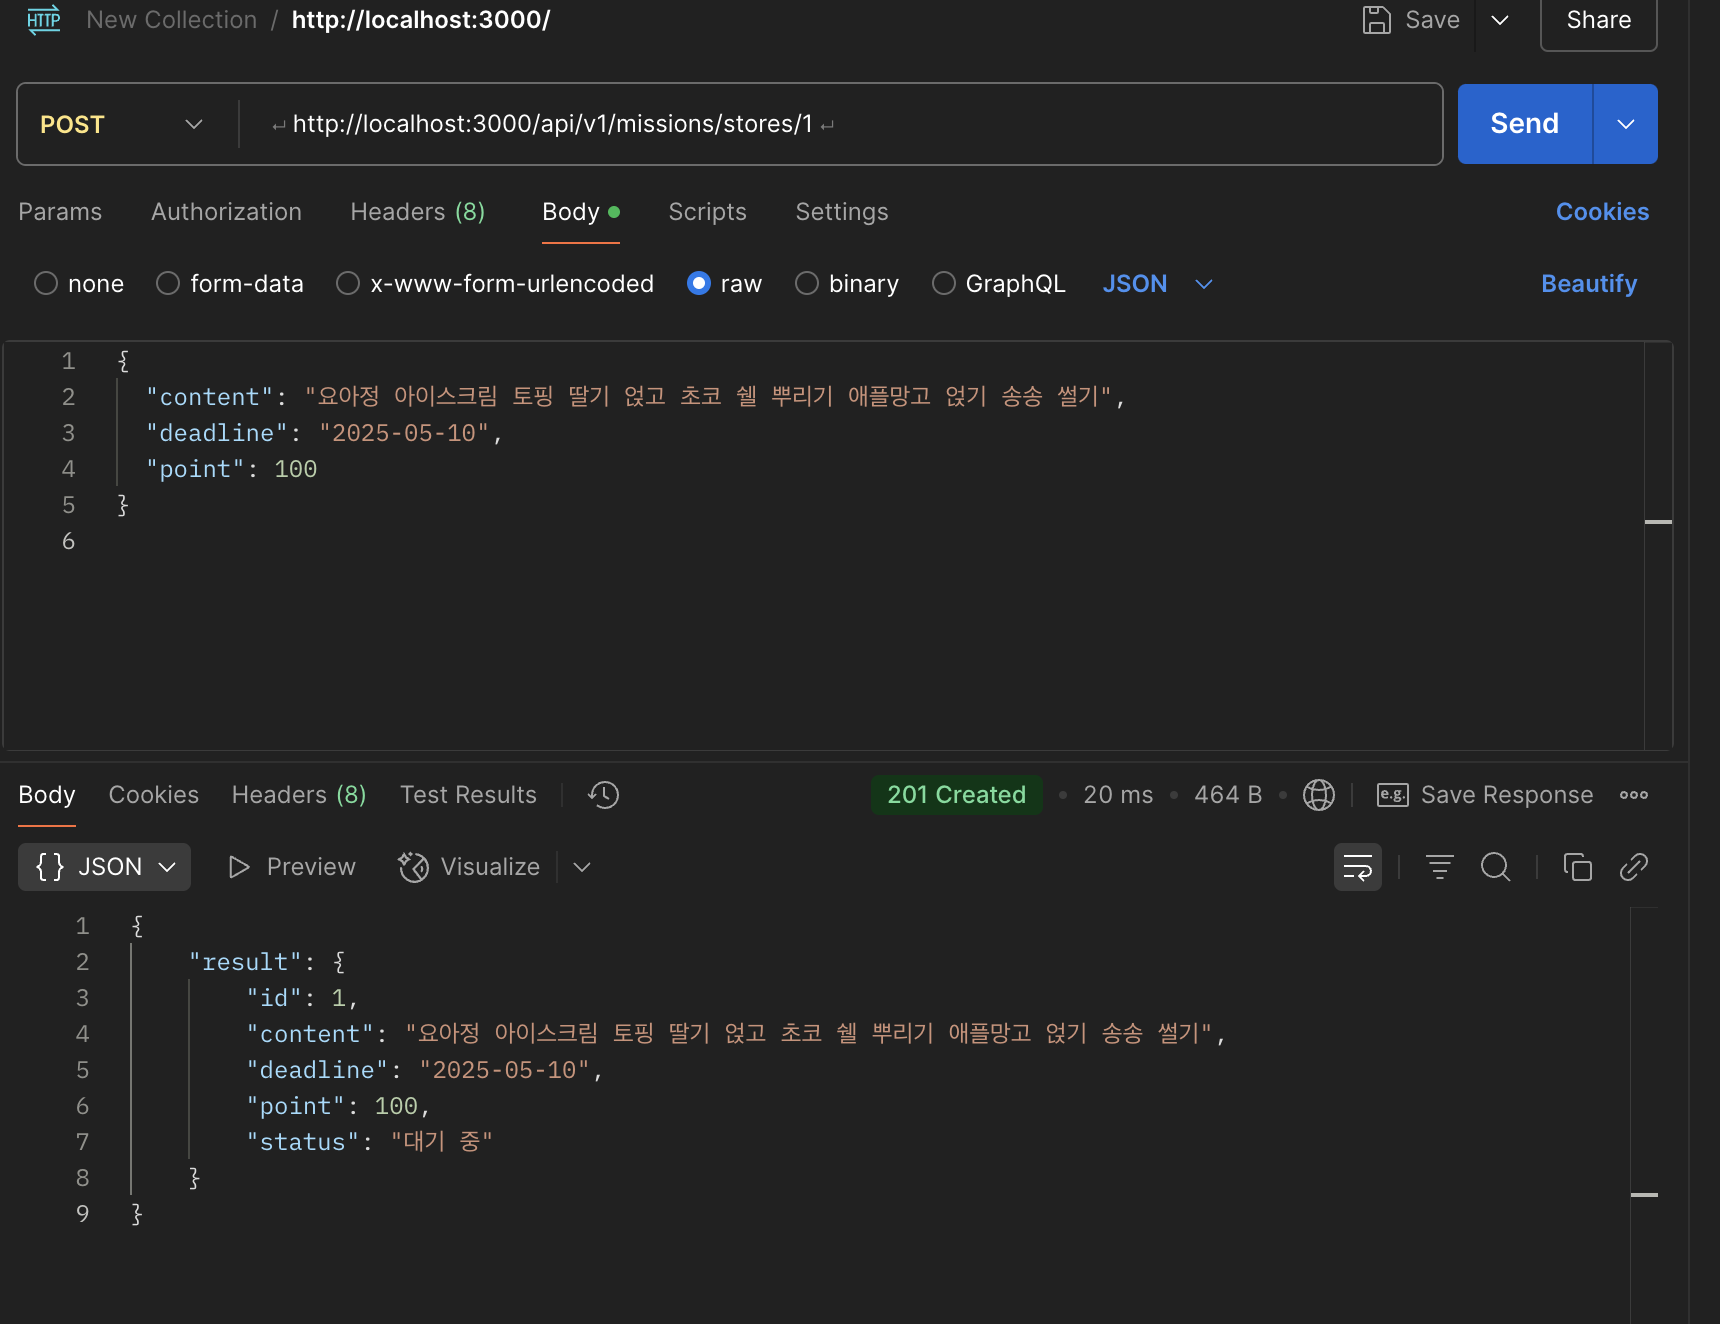 HTTP New Collection / http://localhost:3000/ Save Share
POST ↵ http://localhost:3000/api/v1/missions/stores/1 ↵ Send
Params Authorization Headers (8) Body Scripts Settings Cookies
none form-data x-www-form-urlencoded raw binary GraphQL JSON Beautify
1 {
2 "content": "요아정 아이스크림 토핑 딸기 얹고 초코 쉘 뿌리기 애플망고 얹기 송송 썰기",
3 "deadline": "2025-05-10",
4 "point": 100
5 }
6
Body Cookies Headers (8) Test Results 201 Created • 20 ms • 464 B • e.g. Save Response
{} JSON Preview Visualize
1 {
2 "result": {
3 "id": 1,
4 "content": "요아정 아이스크림 토핑 딸기 얹고 초코 쉘 뿌리기 애플망고 얹기 송송 썰기",
5 "deadline": "2025-05-10",
6 "point": 100,
7 "status": "대기 중"
8 }
9 }